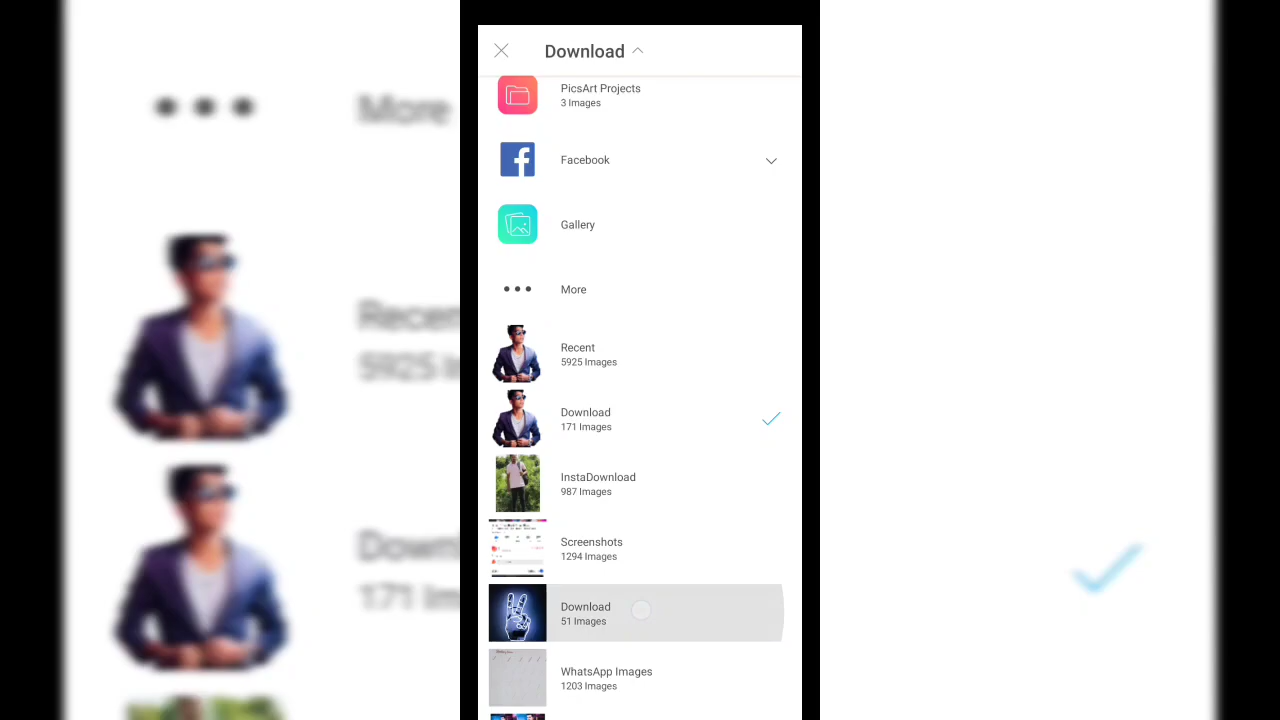 Download
PicsArt Projects
3 Images
Facebook
Gallery
More
Recent
5925 Images
Download
171 Images
InstaDownload
987 Images
Screenshots
1294 Images
Download
51 Images
WhatsApp Images
1203 Images
More